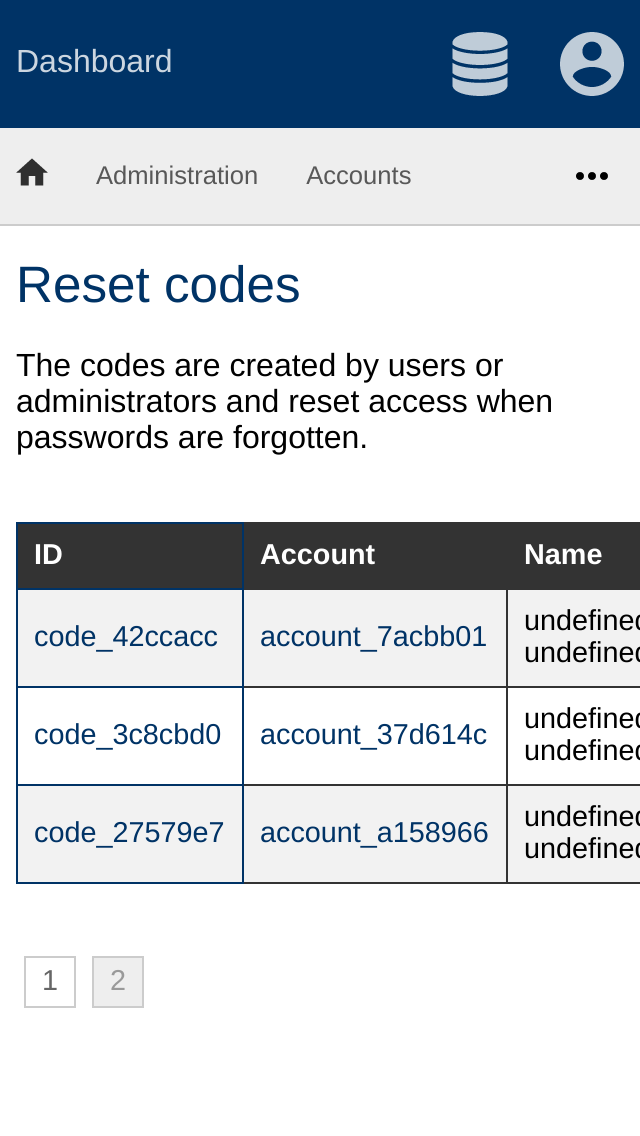 Dashboard
Administration Accounts
Reset codes
The codes are created by users or
administrators and reset access when
passwords are forgotten.
ID Account Name
code_42ccacc account_7acbb01 undefined
undefined
code_3c8cbd0 account_37d614c undefined
undefined
code_27579e7 account_a158966 undefined
undefined
1 2